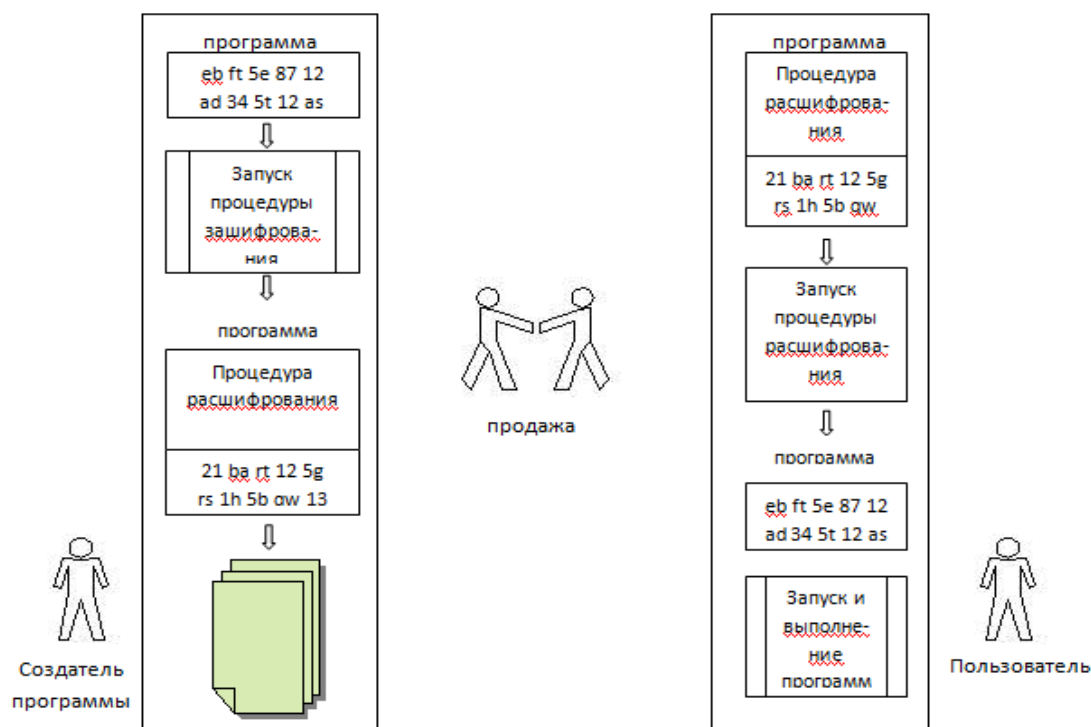 программа
eb ft 5e 87 12
ad 34 5t 12 as
Запуск
процедуры
зашифрова-
ния
программа
Процедура
расшифрования
21 ba rt 12 5g
rs 1h 5b qw 13
Создатель
программы
продажа
программа
Процедура
расшифрова-
ния
21 ba rt 12 5g
rs 1h 5b qw
Запуск
процедуры
расшифрова-
ния
программа
eb ft 5e 87 12
ad 34 5t 12 as
Запуск и
выполне-
ние
программ
Пользователь